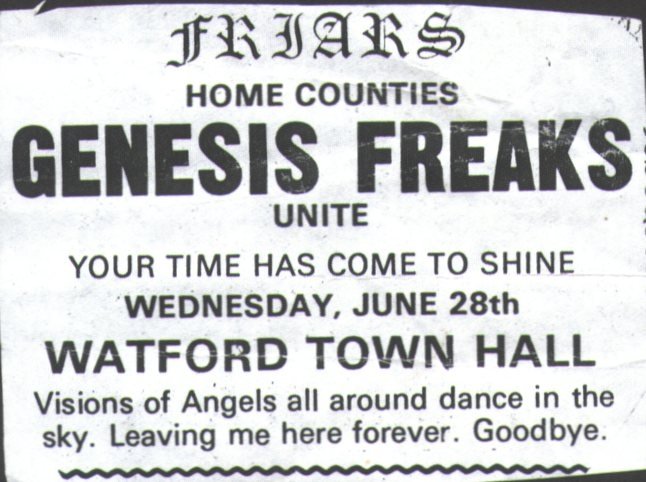 FRIARS
HOME COUNTIES
GENESIS FREAKS
UNITE
YOUR TIME HAS COME TO SHINE
WEDNESDAY, JUNE 28th
WATFORD TOWN HALL
Visions of Angels all around dance in the
sky. Leaving me here forever. Goodbye.